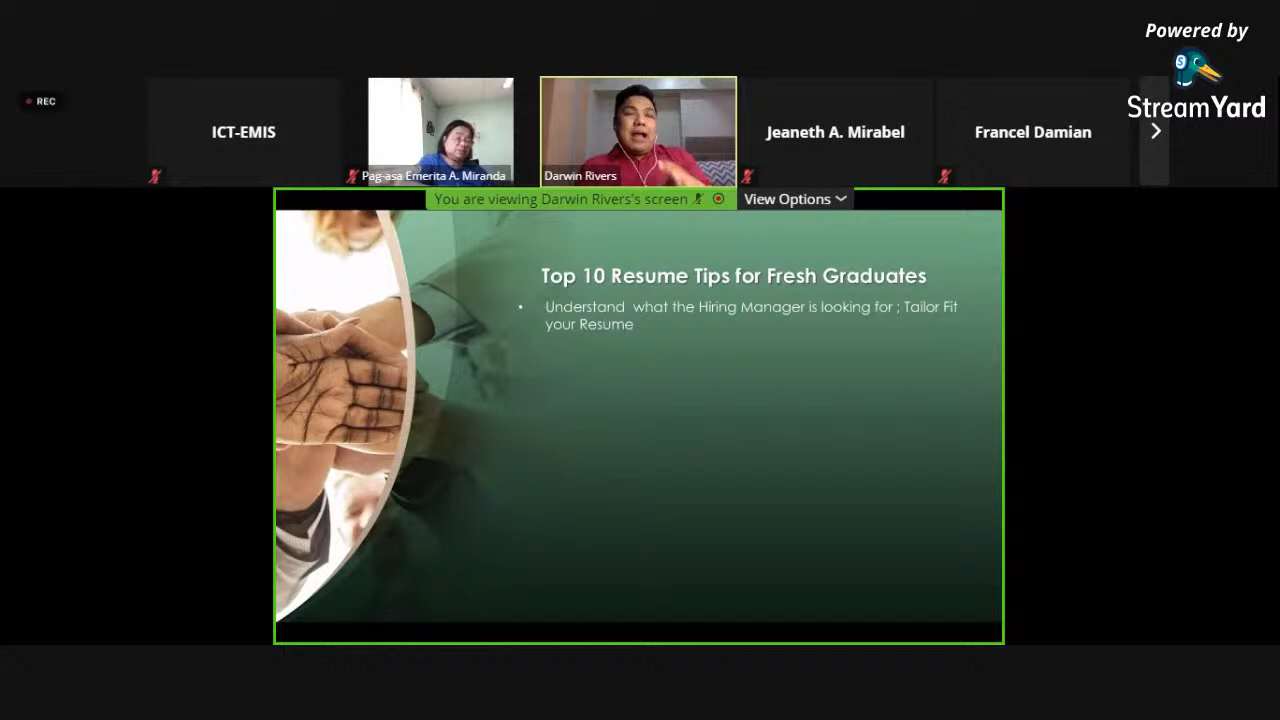 Powered by
StreamYard
REC
ICT-EMIS
Pag-asa Emerita A. Miranda
Darwin Rivers
Jeaneth A. Mirabel
Francel Damian
You are viewing Darwin Rivers's screen
View Options
Top 10 Resume Tips for Fresh Graduates
• Understand what the Hiring Manager is looking for ; Tailor Fit
your Resume